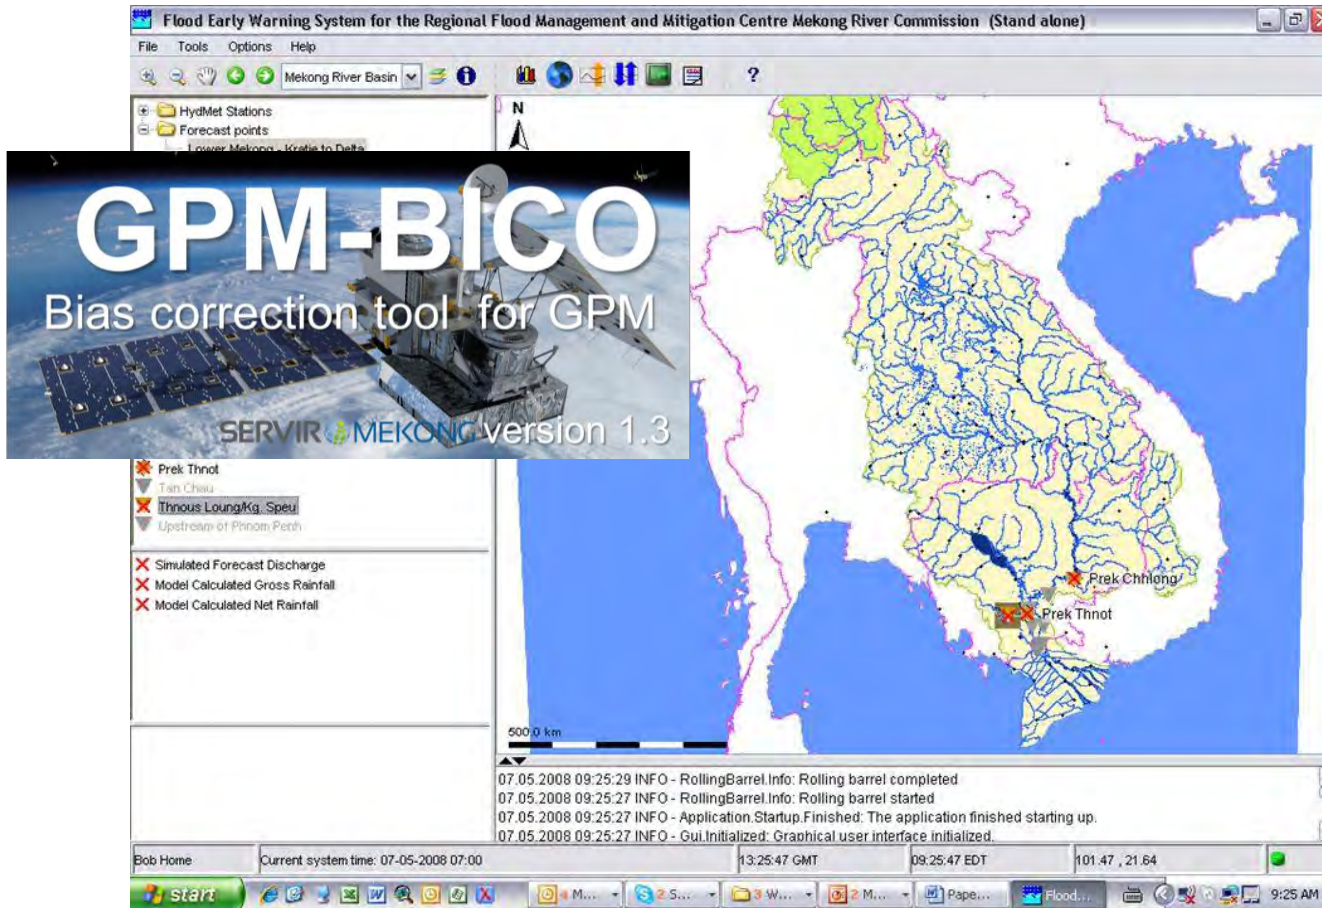 Flood Early Warning System for the Regional Flood Management and Mitigation Centre Mekong River Commission (Stand alone)
File Tools Options Help
Mekong River Basin
?
HydMet Stations
Forecast points
Lower Mekong - Kratie to Delta
GPM-BICO
Bias correction tool for GPM
SERVIR MEKONG version 1.3
Prek Thnot
Tan Chau
Thnous Loung/Kg. Speu
Upstream of Phnom Penh
Simulated Forecast Discharge
Model Calculated Gross Rainfall
Model Calculated Net Rainfall
N
Prek Chhlong
Prek Thnot
500.0 km
07.05.2008 09:25:29 INFO - RollingBarrel.Info: Rolling barrel completed
07.05.2008 09:25:27 INFO - RollingBarrel.Info: Rolling barrel started
07.05.2008 09:25:27 INFO - Application.Startup.Finished: The application finished starting up.
07.05.2008 09:25:27 INFO - Gui.Initialized: Graphical user interface initialized.
Bob Home Current system time: 07-05-2008 07:00 13:25:47 GMT 09:25:47 EDT 101.47 , 21.64
start 4 M... 2 S... 3 W... 2 M... Pape... Flood... 9:25 AM